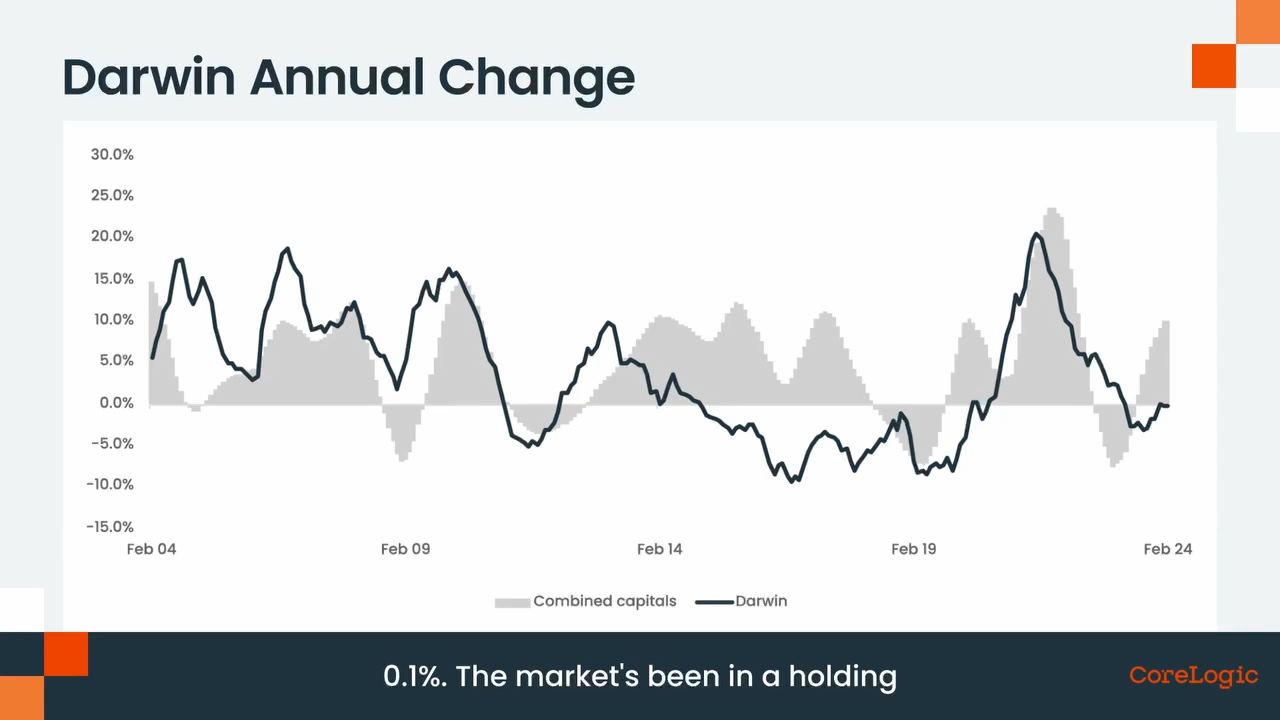 Darwin Annual Change
30.0%
25.0%
20.0%
15.0%
10.0%
5.0%
0.0%
-5.0%
-10.0%
-15.0%
Feb 04 Feb 09 Feb 14 Feb 19 Feb 24
Combined capitals Darwin
0.1%. The market's been in a holding
CoreLogic